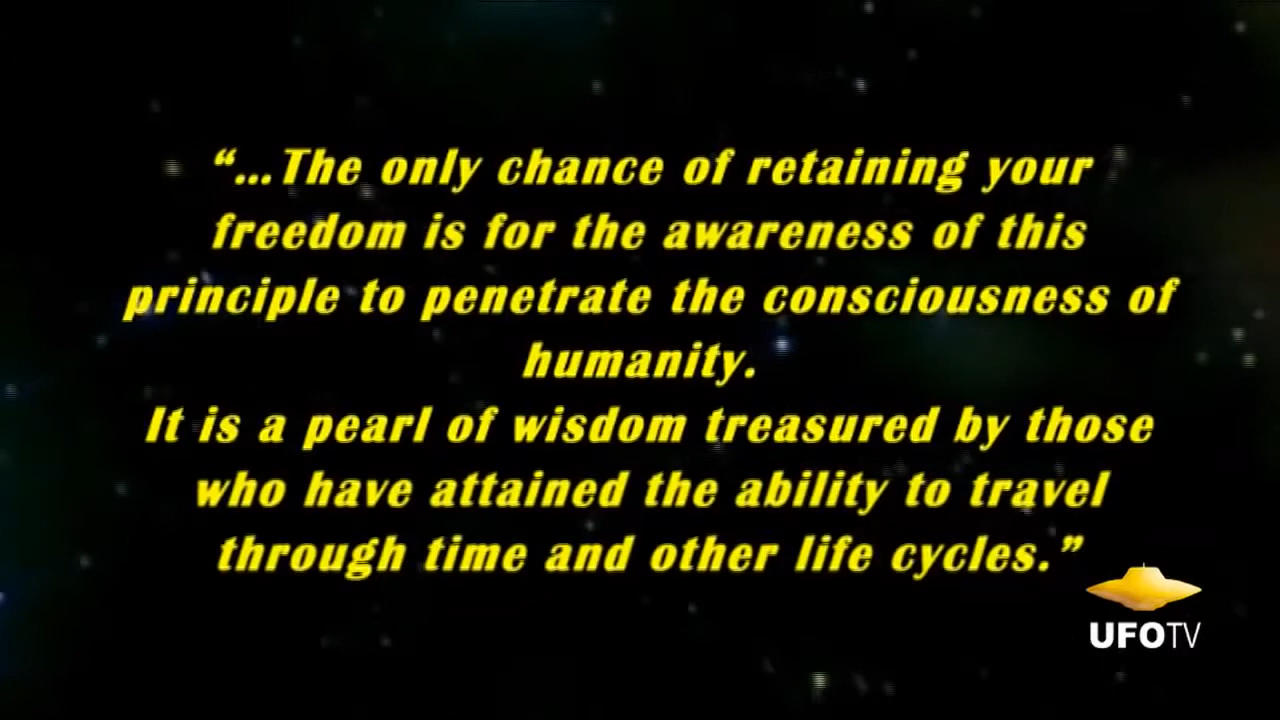 “...The only chance of retaining your
freedom is for the awareness of this
principle to penetrate the consciousness of
humanity.
It is a pearl of wisdom treasured by those
who have attained the ability to travel
through time and other life cycles.”
UFOTV